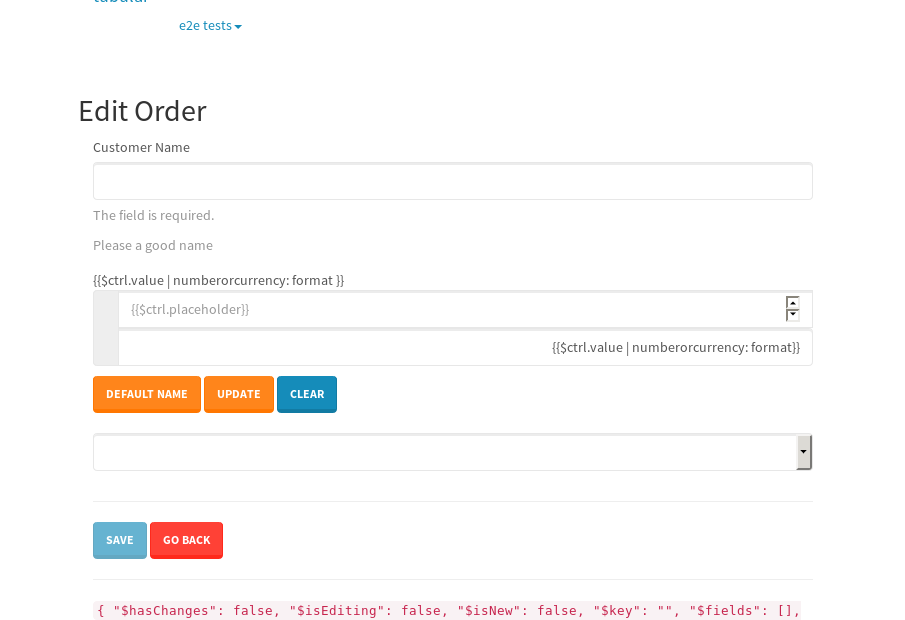 tabular
e2e tests
Edit Order
Customer Name
The field is required.
Please a good name
{{$ctrl.value | numberorcurrency: format }}
{{$ctrl.placeholder}}
{{$ctrl.value | numberorcurrency: format}}
DEFAULT NAME UPDATE CLEAR
SAVE GO BACK
{ "$hasChanges": false, "$isEditing": false, "$isNew": false, "$key": "", "$fields": [],